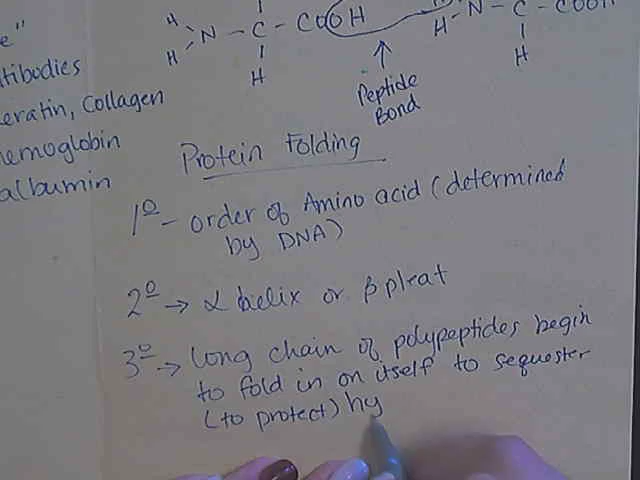 H
H N - C - COOH
H
H - N - C - COOH
H
Peptide
Bond
e"
tibodies
eratin, Collagen
emoglobin
albumin
Protein Folding
1º - order of Amino acid (determined
by DNA)
2º → α helix or β pleat
3º → long chain of polypeptides begin
to fold in on itself to sequester
(to protect) hy